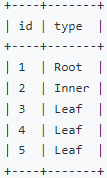 +----+-------+
| id | type  |
+----+-------+
| 1  | Root  |
| 2  | Inner |
| 3  | Leaf  |
| 4  | Leaf  |
| 5  | Leaf  |
+----+-------+